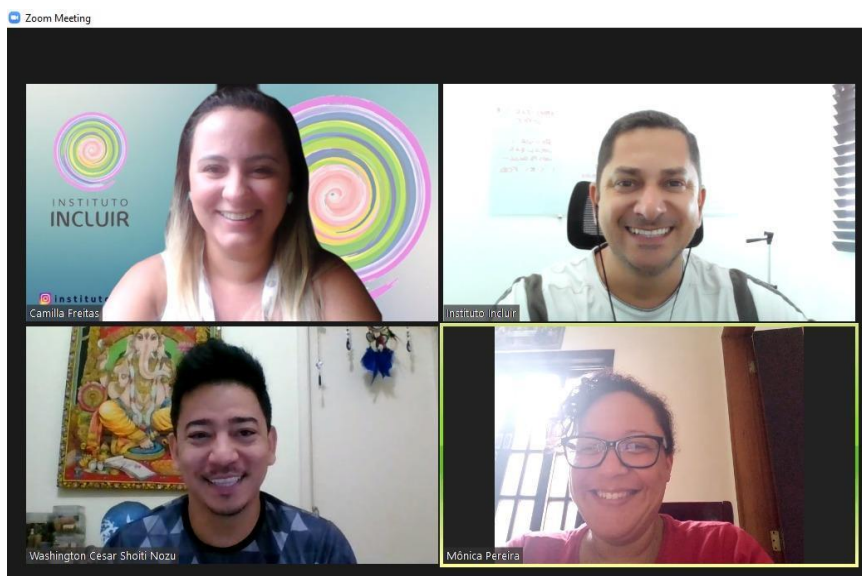 Zoom Meeting
INSTITUTO
INCLUIR
Camilla Freitas
Instituto Incluir
Washington Cesar Shoiti Nozu
Mônica Pereira